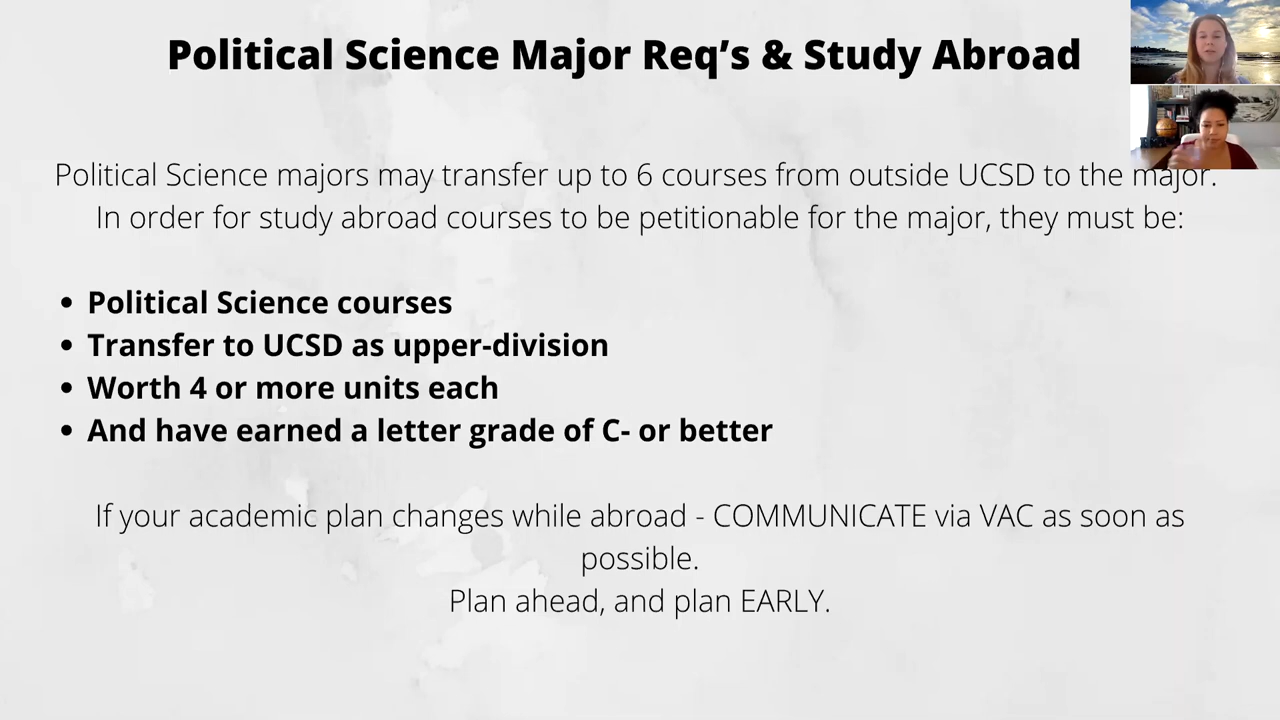 Political Science Major Req's & Study Abroad
Political Science majors may transfer up to 6 courses from outside UCSD to the major.
In order for study abroad courses to be petitionable for the major, they must be:
• Political Science courses
• Transfer to UCSD as upper-division
• Worth 4 or more units each
• And have earned a letter grade of C- or better
If your academic plan changes while abroad - COMMUNICATE via VAC as soon as
possible.
Plan ahead, and plan EARLY.